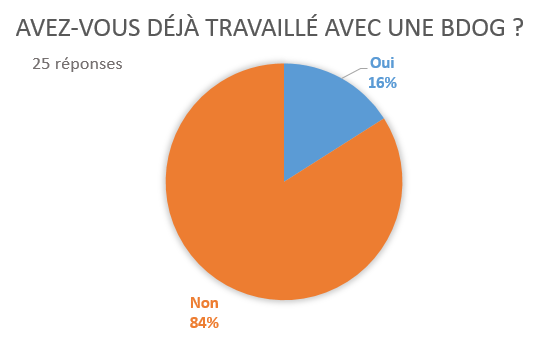 AVEZ-VOUS DÉJÀ TRAVAILLÉ AVEC UNE BDOG ?
25 réponses
Oui
16%
Non
84%